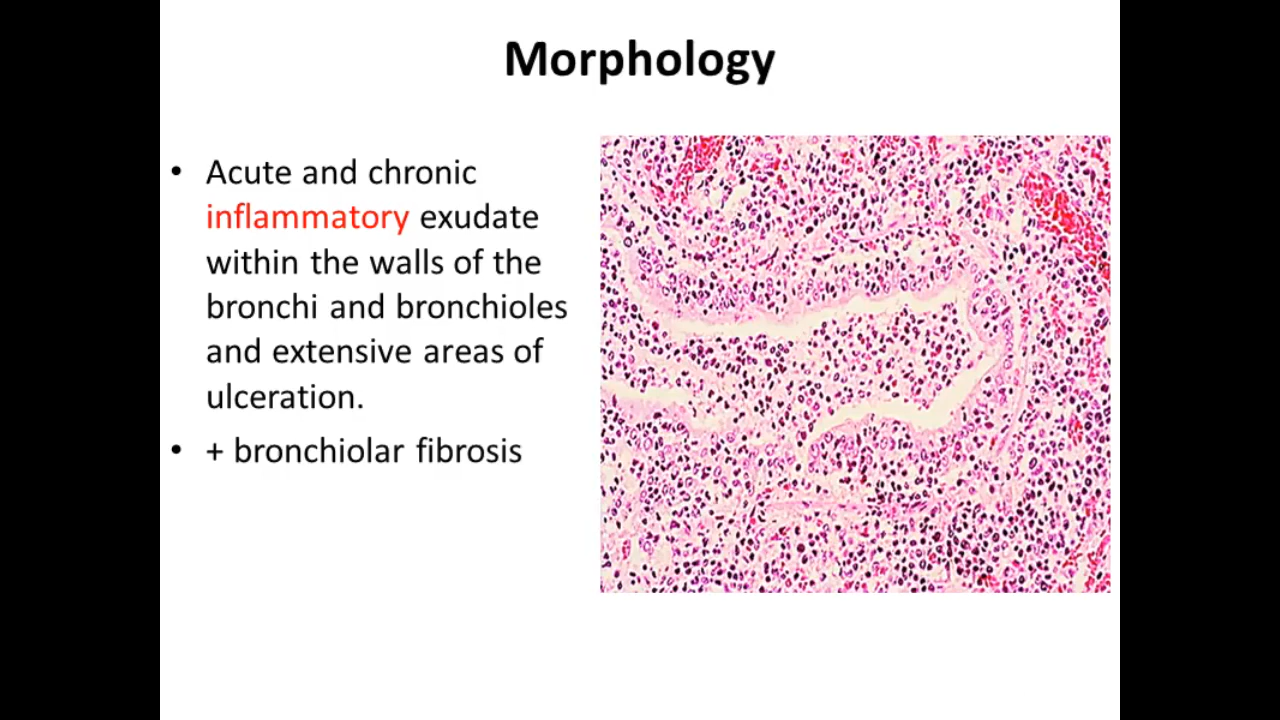 Morphology
• Acute and chronic
inflammatory exudate
within the walls of the
bronchi and bronchioles
and extensive areas of
ulceration.
• + bronchiolar fibrosis